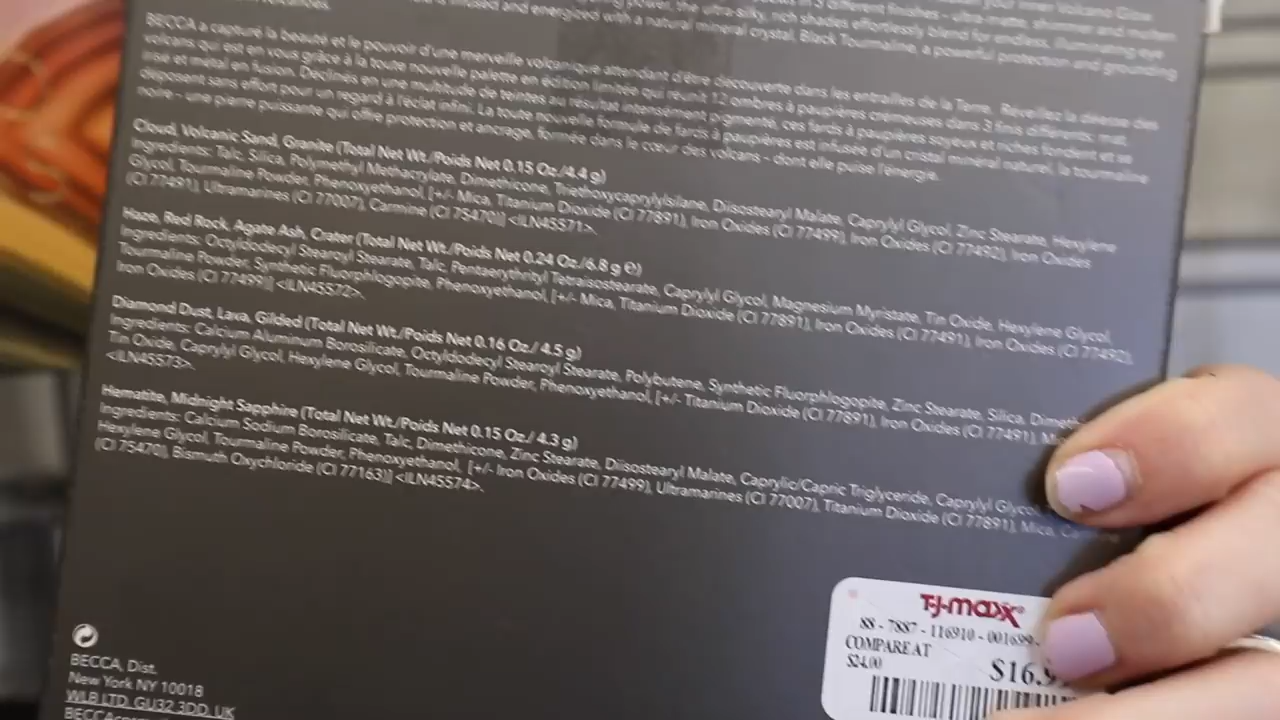 is infused and energized with a natural mineral crystal, Black Tourmaline, a powerful protection and grounding
BECCA a capturé la beauté et le pouvoir d'une merveille volcanique attendant d'être découverte dans les entrailles de la Terre. Réveillez la déesse des
volcans qui est en vous grâce à la toute nouvelle palette en édition limitée qui réunit 12 ombres à paupières crémeuses dans 3 finis différents:
et métal en fusion. Déclinés en une multitude de teintes au résultat intensément pigmenté, ces fards à paupières soyeux et riches fondent et se
déposent sans effort pour un regard à l'éclat infini. La toute nouvelle formule de fards à paupières est infusée d'un cristal minéral naturel, la tourmaline
noire - une pierre puissante qui offre protection et ancrage, formée dans le cœur des volcans - dont elle puise l'énergie.
Cloud, Volcanic Sand, Granite (Total Net Wt./Poids Net 0.15 Oz./4.4 g)
Ingredients: Talc, Silica, Polymethyl Methacrylate, Dimethicone, Triethoxycaprylylsilane, Diisostearyl Malate, Caprylyl Glycol, Zinc Stearate, Hexylene
Glycol, Tourmaline Powder, Phenoxyethanol, [+/- Mica, Titanium Dioxide (CI 77891), Iron Oxides (CI 77499), Iron Oxides (CI 77492), Iron Oxides
(CI 77491), Ultramarines (CI 77007), Carmine (CI 75470)] <ILN45571>.
Haze, Red Rock, Agate Ash, Crater (Total Net Wt./Poids Net 0.24 Oz./6.8 g ℮)
Ingredients: Octyldodecyl Stearoyl Stearate, Talc, Pentaerythrityl Tetraisostearate, Caprylyl Glycol, Magnesium Myristate, Tin Oxide, Hexylene Glycol,
Tourmaline Powder, Synthetic Fluorphlogopite, Phenoxyethanol, [+/- Mica, Titanium Dioxide (CI 77891), Iron Oxides (CI 77491), Iron Oxides (CI 77492),
Iron Oxides (CI 77499)] <ILN45572>.
Diamond Dust, Lava, Gilded (Total Net Wt./Poids Net 0.16 Oz./ 4.5 g)
Ingredients: Calcium Aluminum Borosilicate, Octyldodecyl Stearoyl Stearate, Polybutene, Synthetic Fluorphlogopite, Zinc Stearate, Silica,
Tin Oxide, Caprylyl Glycol, Hexylene Glycol, Tourmaline Powder, Phenoxyethanol, [+/- Titanium Dioxide (CI 77891), Iron Oxides (CI 77491),
<ILN45573>.
Hematite, Midnight Sapphire (Total Net Wt./Poids Net 0.15 Oz./ 4.3 g)
Ingredients: Calcium Sodium Borosilicate, Talc, Dimethicone, Zinc Stearate, Diisostearyl Malate, Caprylic/Capric Triglyceride, Caprylyl
Hexylene Glycol, Tourmaline Powder, Phenoxyethanol, [+/- Iron Oxides (CI 77499), Ultramarines (CI 77007), Titanium Dioxide (CI 77891), Mica,
(CI 75470), Bismuth Oxychloride (CI 77163)] <ILN45574>.
BECCA, Dist.
New York NY 10018
WLB LTD, GU32 3DD, UK
T·J·maxx®
88 - 7887 - 116910 - 001699 -
COMPARE AT
$24.00
$16.9